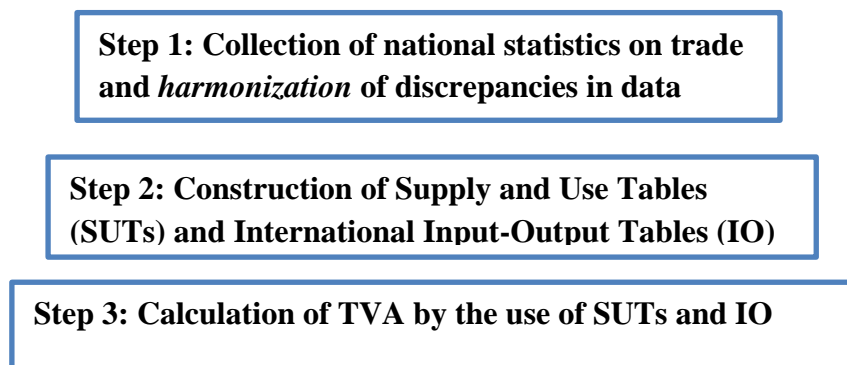 Step 1: Collection of national statistics on trade
and harmonization of discrepancies in data
Step 2: Construction of Supply and Use Tables
(SUTs) and International Input-Output Tables (IO)
Step 3: Calculation of TVA by the use of SUTs and IO